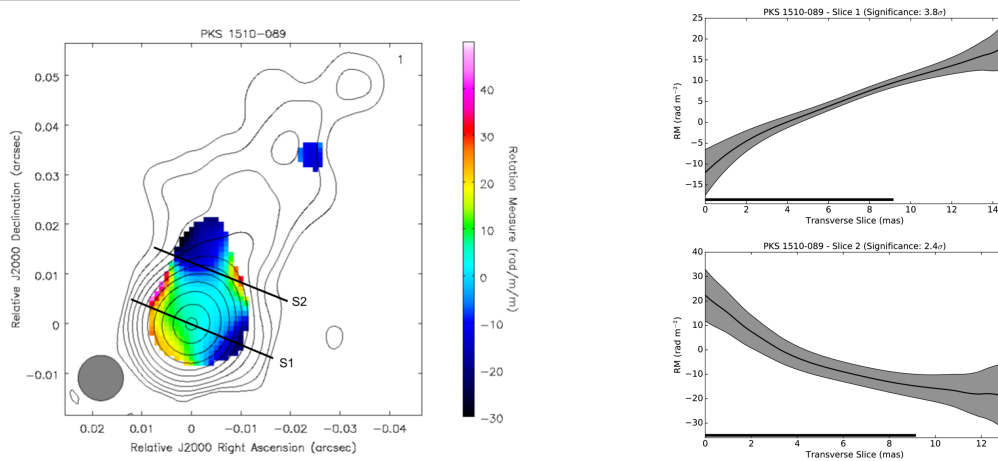 PKS 1510-089
1
0.05
0.04
0.03
0.02
0.01
0
-0.01
Relative J2000 Declination (arcsec)
0.02 0.01 0 -0.01 -0.02 -0.03 -0.04
Relative J2000 Right Ascension (arcsec)
S2
S1
40
30
20
10
0
-10
-20
-30
Rotation Measure (rad/m/m)
PKS 1510-089 - Slice 1 (Significance: 3.8σ)
25
20
15
10
5
0
−5
−10
−15
RM (rad m⁻²)
0 2 4 6 8 10 12 14
Transverse Slice (mas)
PKS 1510-089 - Slice 2 (Significance: 2.4σ)
40
30
20
10
0
−10
−20
−30
RM (rad m⁻²)
0 2 4 6 8 10 12
Transverse Slice (mas)